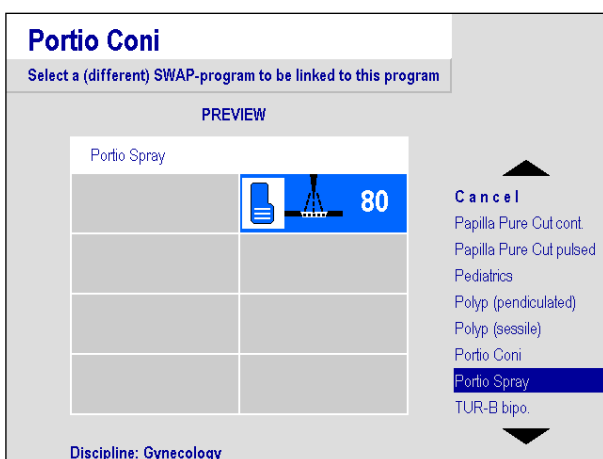 Portio Coni
Select a (different) SWAP-program to be linked to this program
PREVIEW
Portio Spray
80
Cancel
Papilla Pure Cut cont.
Papilla Pure Cut pulsed
Pediatrics
Polyp (pendiculated)
Polyp (sessile)
Portio Coni
Portio Spray
TUR-B bipo.
Discipline: Gynecology